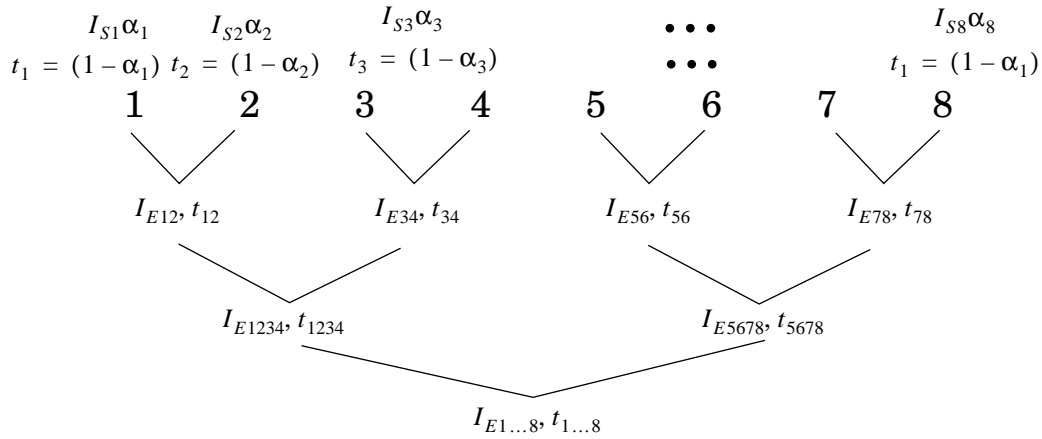 I_{S1}α_1 I_{S2}α_2 I_{S3}α_3 • • • I_{S8}α_8
t_1 = (1 – α_1) t_2 = (1 – α_2) t_3 = (1 – α_3) • • • t_1 = (1 – α_1)
1 2 3 4 5 6 7 8
I_{E12}, t_{12} I_{E34}, t_{34} I_{E56}, t_{56} I_{E78}, t_{78}
I_{E1234}, t_{1234} I_{E5678}, t_{5678}
I_{E1…8}, t_{1…8}